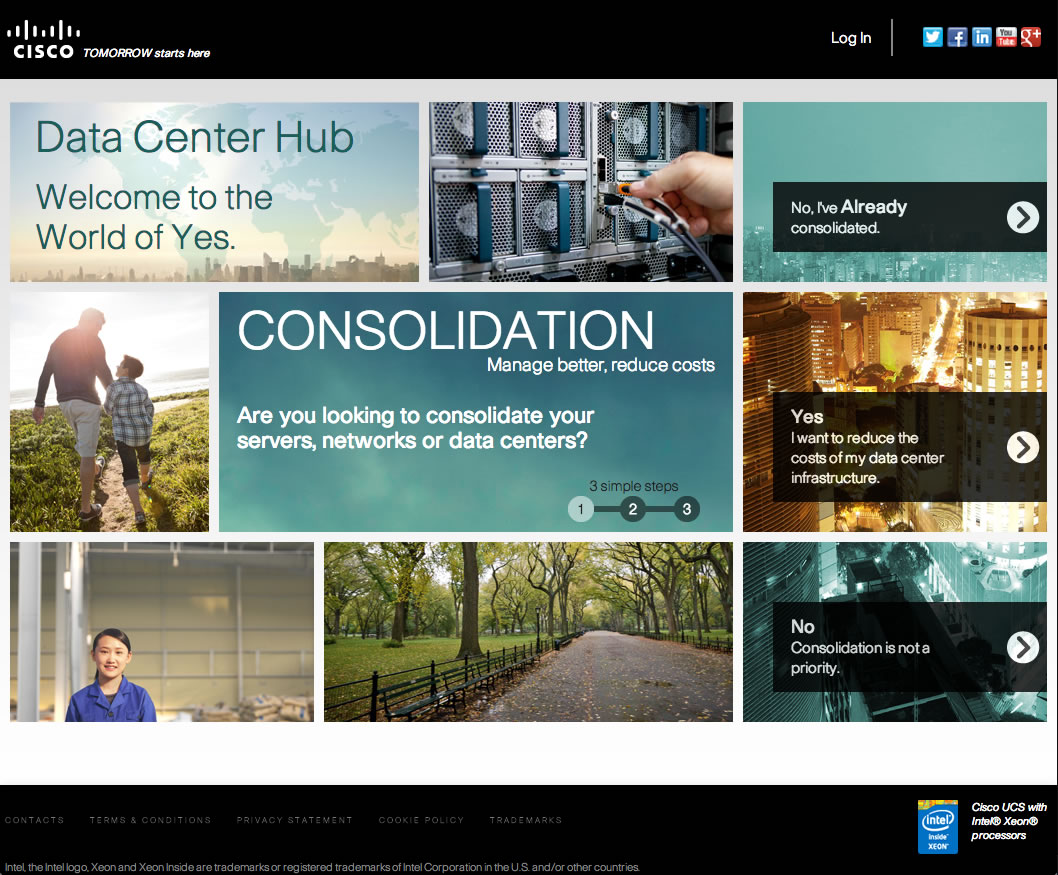 CISCO
TOMORROW starts here
Log In
You
Tube
Data Center Hub
Welcome to the
World of Yes.
No, I've Already
consolidated.
CONSOLIDATION
Manage better, reduce costs
Are you looking to consolidate your
servers, networks or data centers?
3 simple steps
1 2 3
Yes
I want to reduce the
costs of my data center
infrastructure.
No
Consolidation is not a
priority.
CONTACTS TERMS & CONDITIONS PRIVACY STATEMENT COOKIE POLICY TRADEMARKS
intel
inside
XEON
Cisco UCS with
Intel® Xeon®
processors
Intel, the Intel logo, Xeon and Xeon Inside are trademarks or registered trademarks of Intel Corporation in the U.S. and/or other countries.